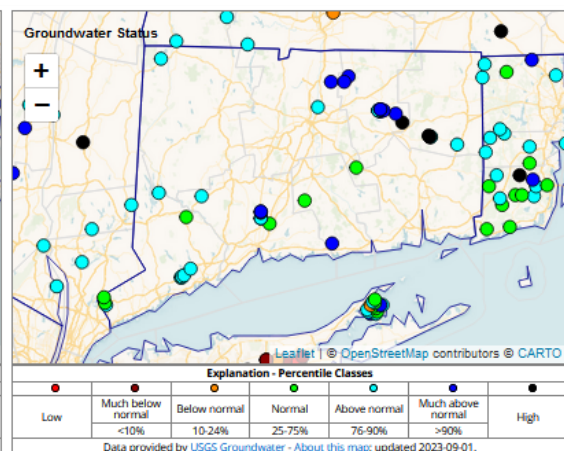 Groundwater Status
+
−
Leaflet | © OpenStreetMap contributors © CARTO
Explanation - Percentile Classes
Low
Much below normal
Below normal
Normal
Above normal
Much above normal
High
<10%
10-24%
25-75%
76-90%
>90%
Data provided by USGS Groundwater - About this map: updated 2023-09-01.